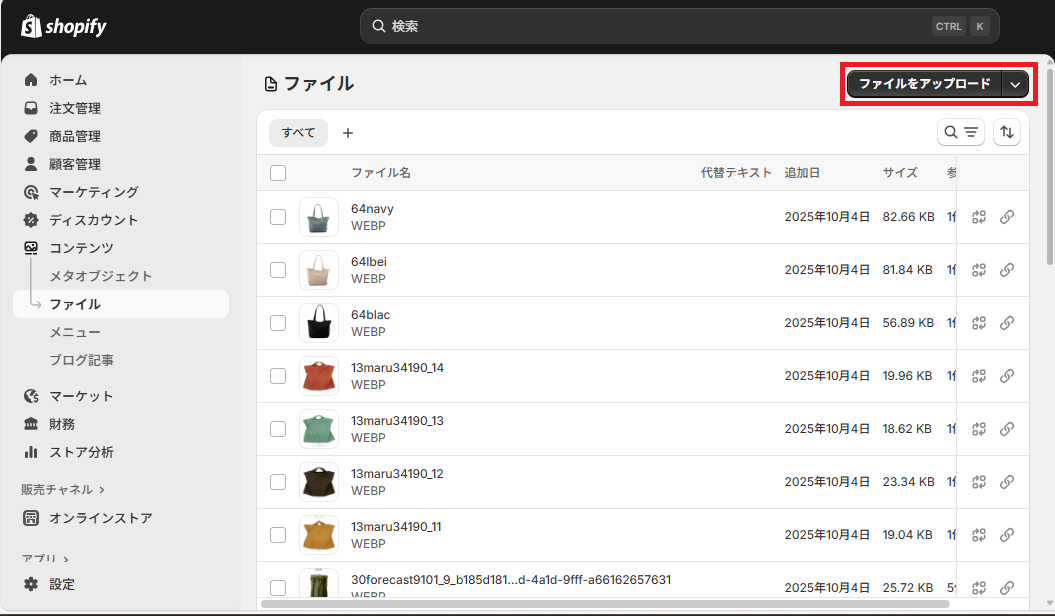 shopify
検索
CTRL K
ホーム
注文管理
商品管理
顧客管理
マーケティング
ディスカウント
コンテンツ
メタオブジェクト
ファイル
メニュー
ブログ記事
マーケット
財務
ストア分析
販売チャネル
オンラインストア
アプリ
設定
ファイル
ファイルをアップロード
すべて
ファイル名 代替テキスト 追加日 サイズ 参
64navy
WEBP
2025年10月4日 82.66 KB 1
64lbei
WEBP
2025年10月4日 81.84 KB 1
64blac
WEBP
2025年10月4日 56.89 KB 1
13maru34190_14
WEBP
2025年10月4日 19.96 KB 1
13maru34190_13
WEBP
2025年10月4日 18.62 KB 1
13maru34190_12
WEBP
2025年10月4日 23.34 KB 1
13maru34190_11
WEBP
2025年10月4日 19.04 KB 1
30forecast9101_9_b185d181...d-4a1d-9fff-a66162657631
WEBP
2025年10月4日 25.72 KB 5